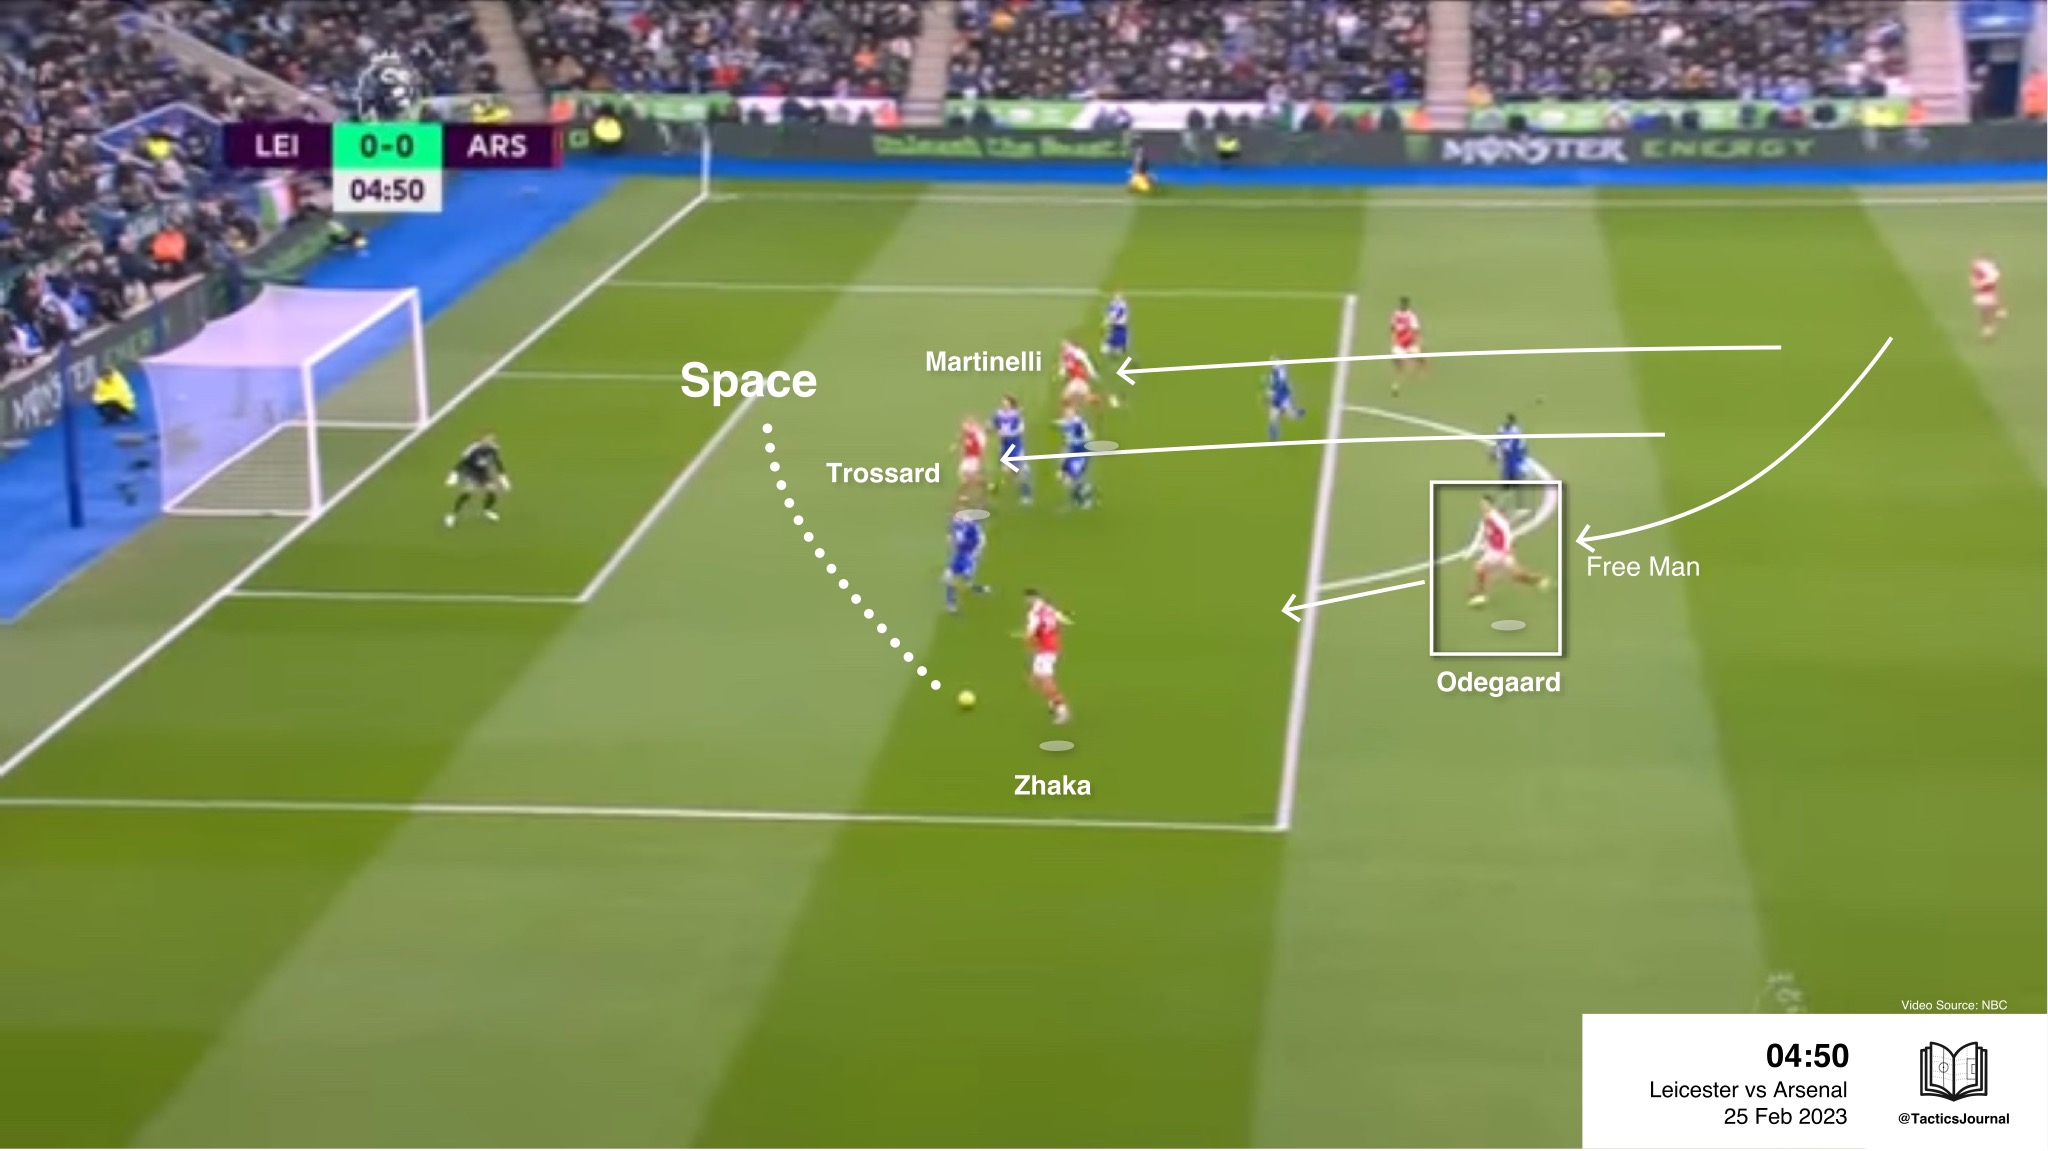 LEI 0-0 ARS
04:50
Unleash the Beast!
MONSTER ENERGY
Space
Martinelli
Trossard
Free Man
Odegaard
Zhaka
Video Source: NBC
04:50
Leicester vs Arsenal
25 Feb 2023
@TacticsJournal